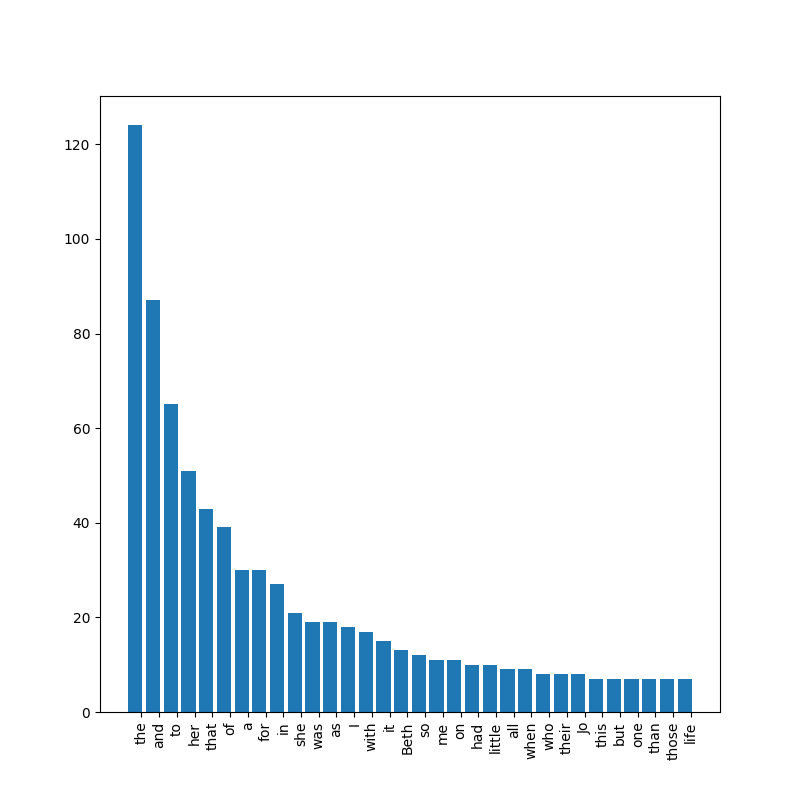 120
100
80
60
40
20
0
the
and
to
her
that
of
a
for
in
she
was
as
I
with
it
Beth
so
me
on
had
little
all
when
who
their
Jo
this
but
one
than
those
life